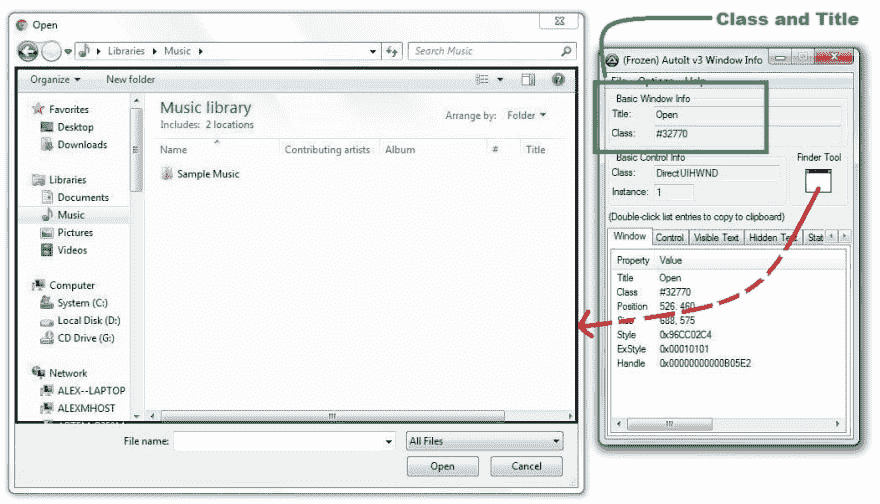 Class and Title
Open
Libraries Music
Search Music
Organize
New folder
Favorites
Desktop
Downloads
Libraries
Documents
Music
Pictures
Videos
Computer
System (C:)
Local Disk (D:)
CD Drive (G:)
Network
ALEX--LAPTOP
ALEXMHOST
Music library
Includes: 2 locations
Arrange by: Folder
Name Contributing artists Album # Title
Sample Music
File name:
All Files
Open Cancel
(Frozen) AutoIt v3 Window Info
File Options Help
Basic Window Info
Title: Open
Class: #32770
Basic Control Info
Class: DirectUIHWND
Instance: 1
Finder Tool
(Double-click list entries to copy to clipboard)
Window Control Visible Text Hidden Text Stat
Property Value
Title Open
Class #32770
Position 526, 460
Size 688, 575
Style 0x96CC02C4
ExStyle 0x00010101
Handle 0x00000000000B05E2